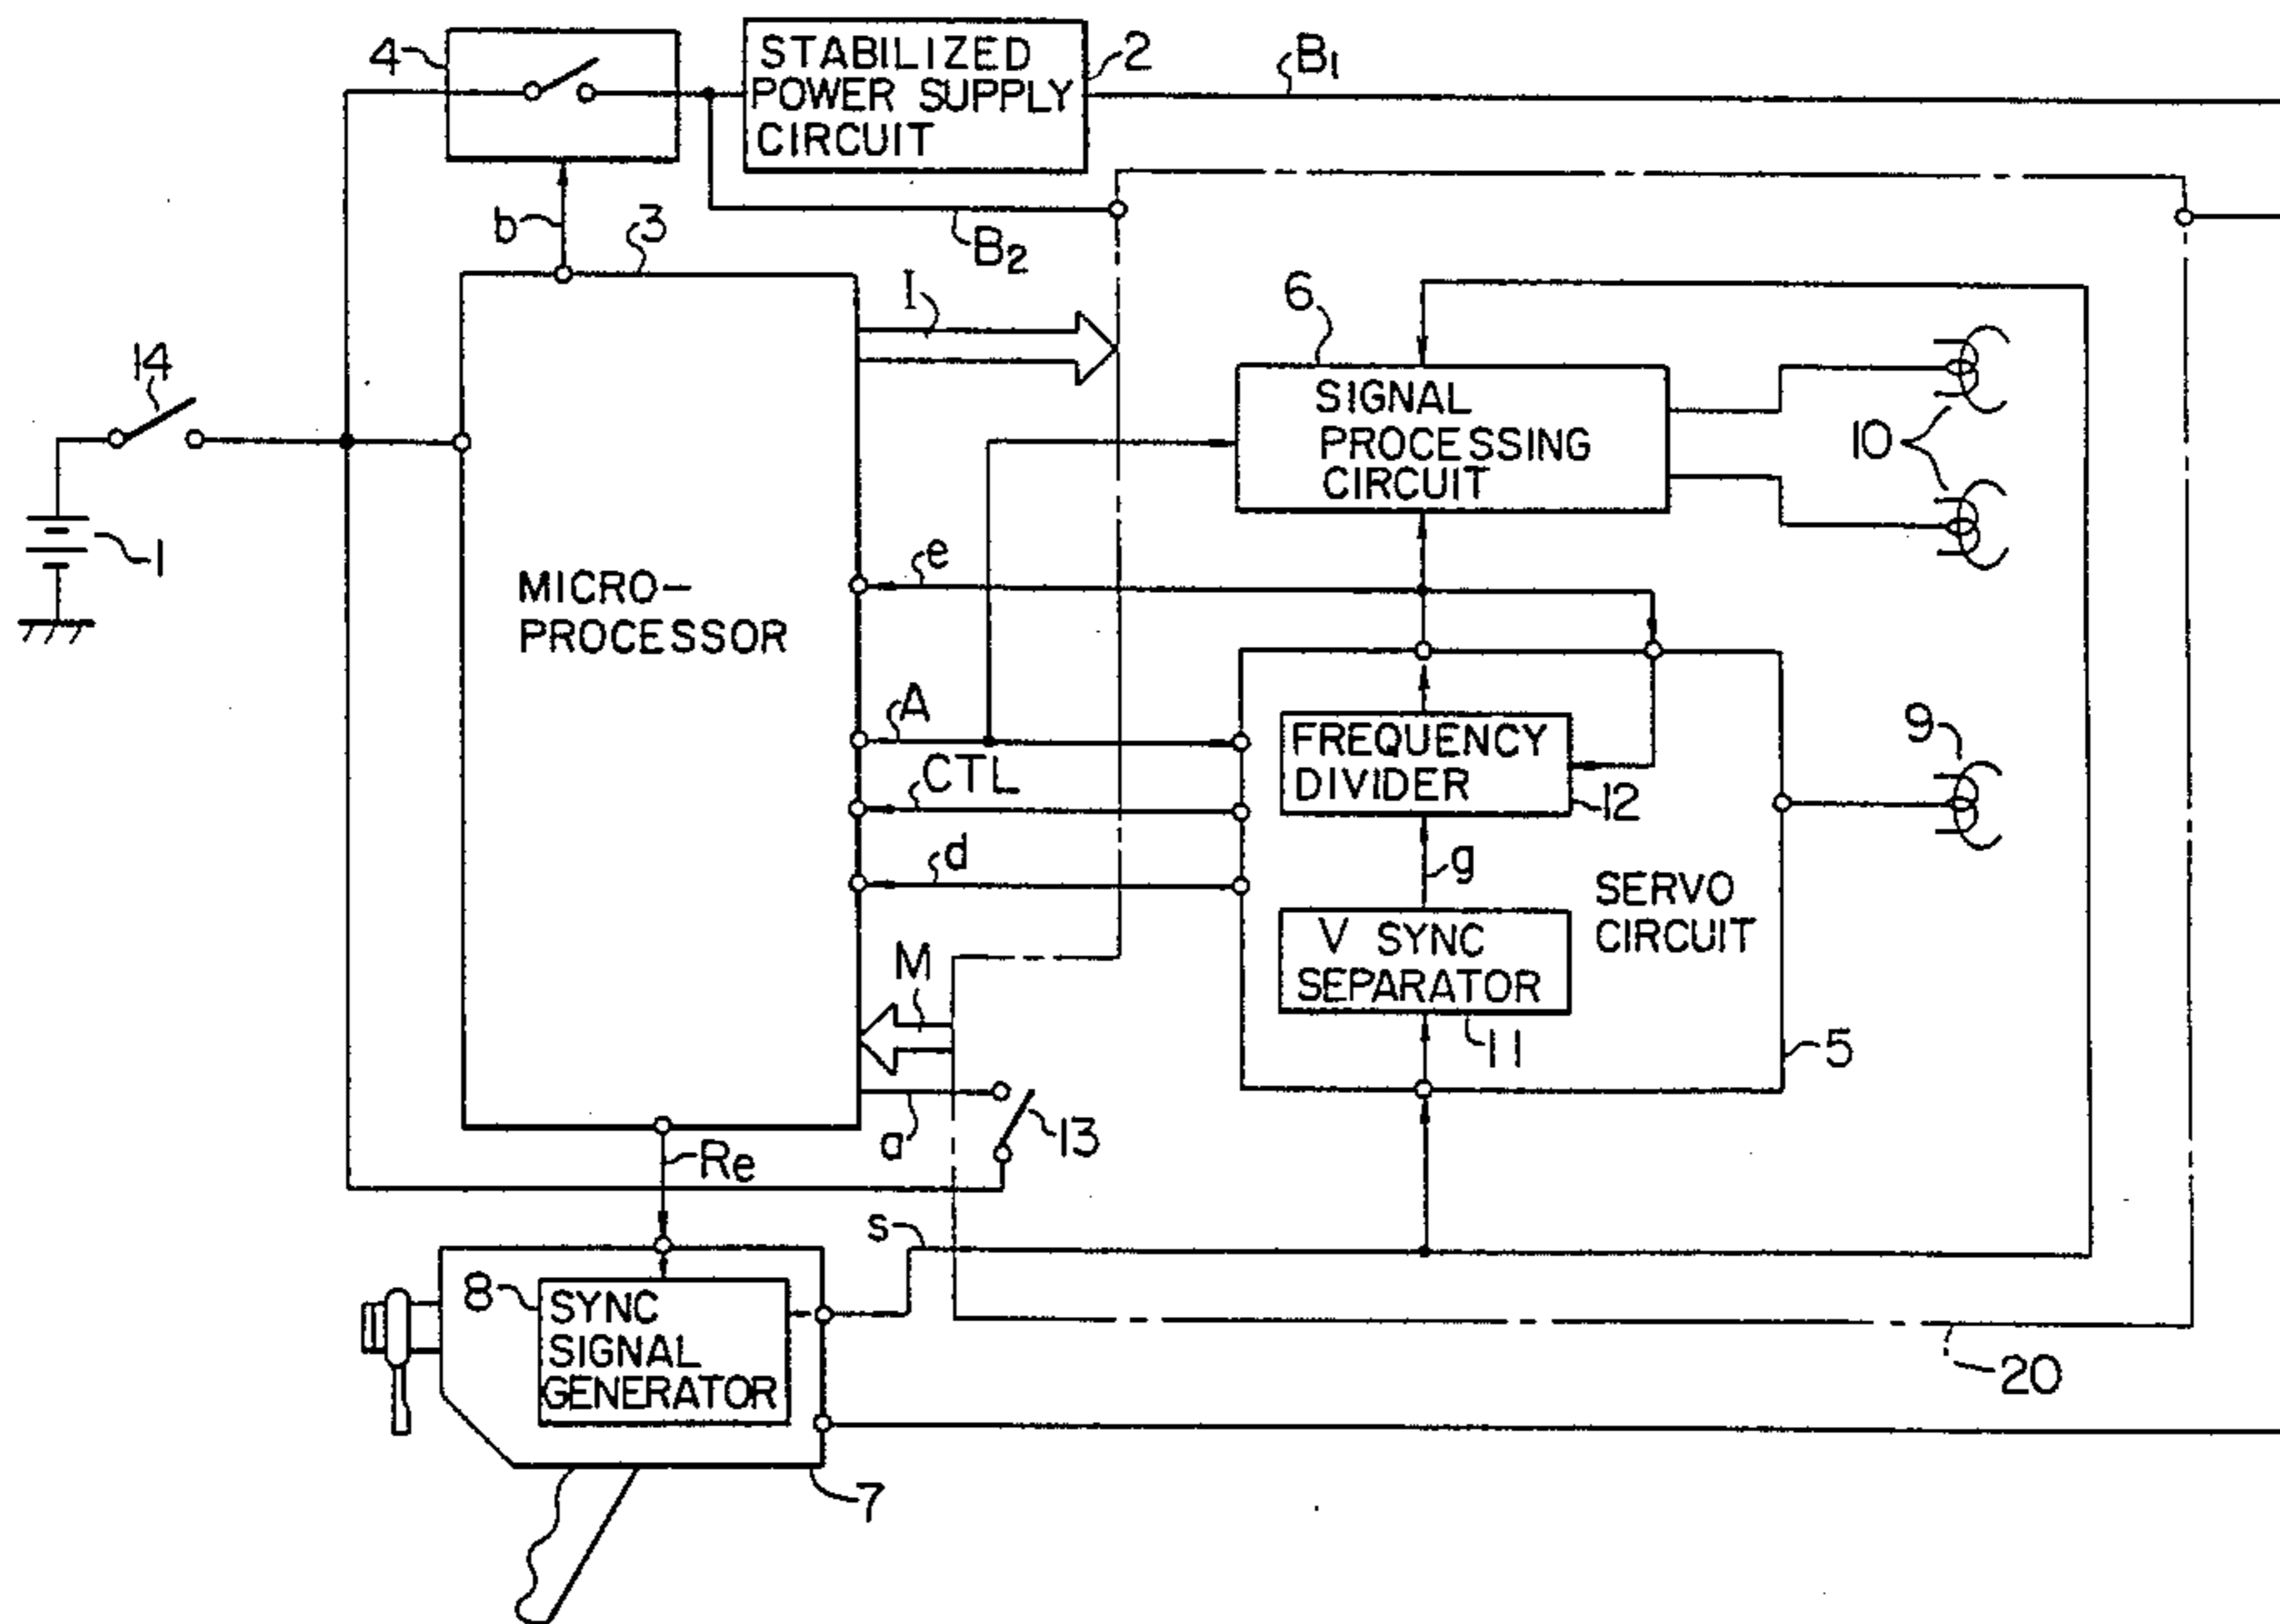 4
STABILIZED
POWER SUPPLY
CIRCUIT
2
B1
b
3
B2
I
6
14
SIGNAL
PROCESSING
CIRCUIT
10
1
MICRO-
PROCESSOR
e
A
FREQUENCY
DIVIDER
12
9
CTL
d
g
SERVO
CIRCUIT
V SYNC
SEPARATOR
11
M
5
a
13
Re
s
8
SYNC
SIGNAL
GENERATOR
20
7